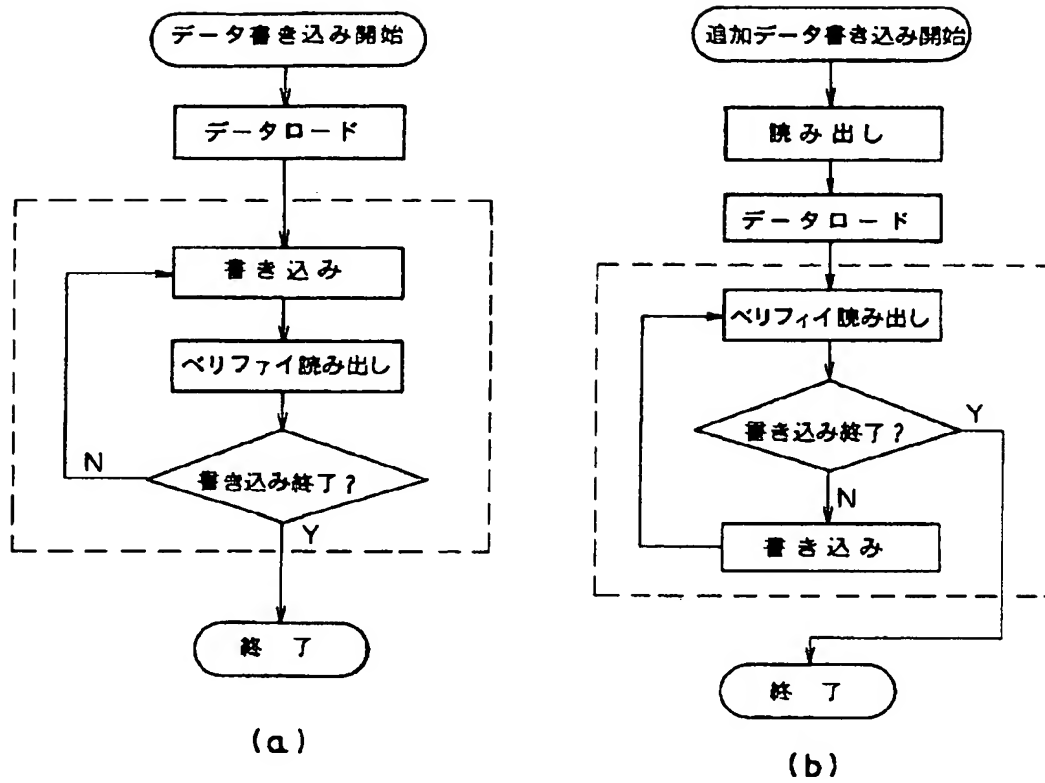 データ書き込み開始
データロード
書き込み
ベリファイ読み出し
N
書き込み終了?
Y
終了
(a)
追加データ書き込み開始
読み出し
データロード
ベリフィイ読み出し
書き込み終了?
Y
N
書き込み
終了
(b)